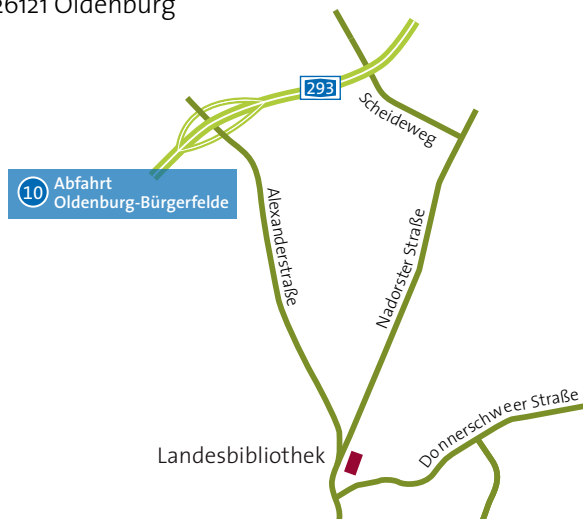 26121 Oldenburg
293
Scheideweg
10
Abfahrt
Oldenburg-Bürgerfelde
Alexanderstraße
Nadorster Straße
Donnerschweer Straße
Landesbibliothek